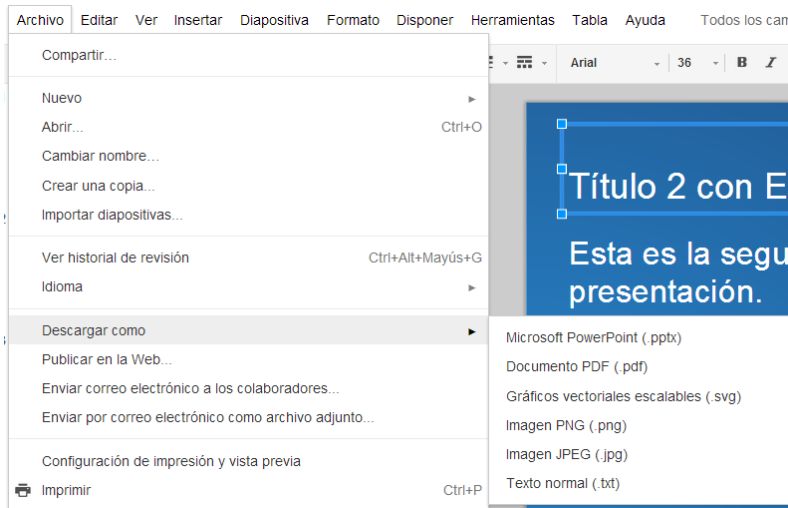 Archivo Editar Ver Insertar Diapositiva Formato Disponer Herramientas Tabla Ayuda Todos los
Compartir...
Arial 36 B I
Nuevo
Abrir... Ctrl+O
Cambiar nombre...
Crear una copia...
Importar diapositivas...
Ver historial de revisión Ctrl+Alt+Mayús+G
Idioma
Descargar como
Publicar en la Web...
Enviar correo electrónico a los colaboradores...
Enviar por correo electrónico como archivo adjunto...
Configuración de impresión y vista previa
Imprimir Ctrl+P
Título 2 con E
Esta es la segu
presentación.
Microsoft PowerPoint (.pptx)
Documento PDF (.pdf)
Gráficos vectoriales escalables (.svg)
Imagen PNG (.png)
Imagen JPEG (.jpg)
Texto normal (.txt)